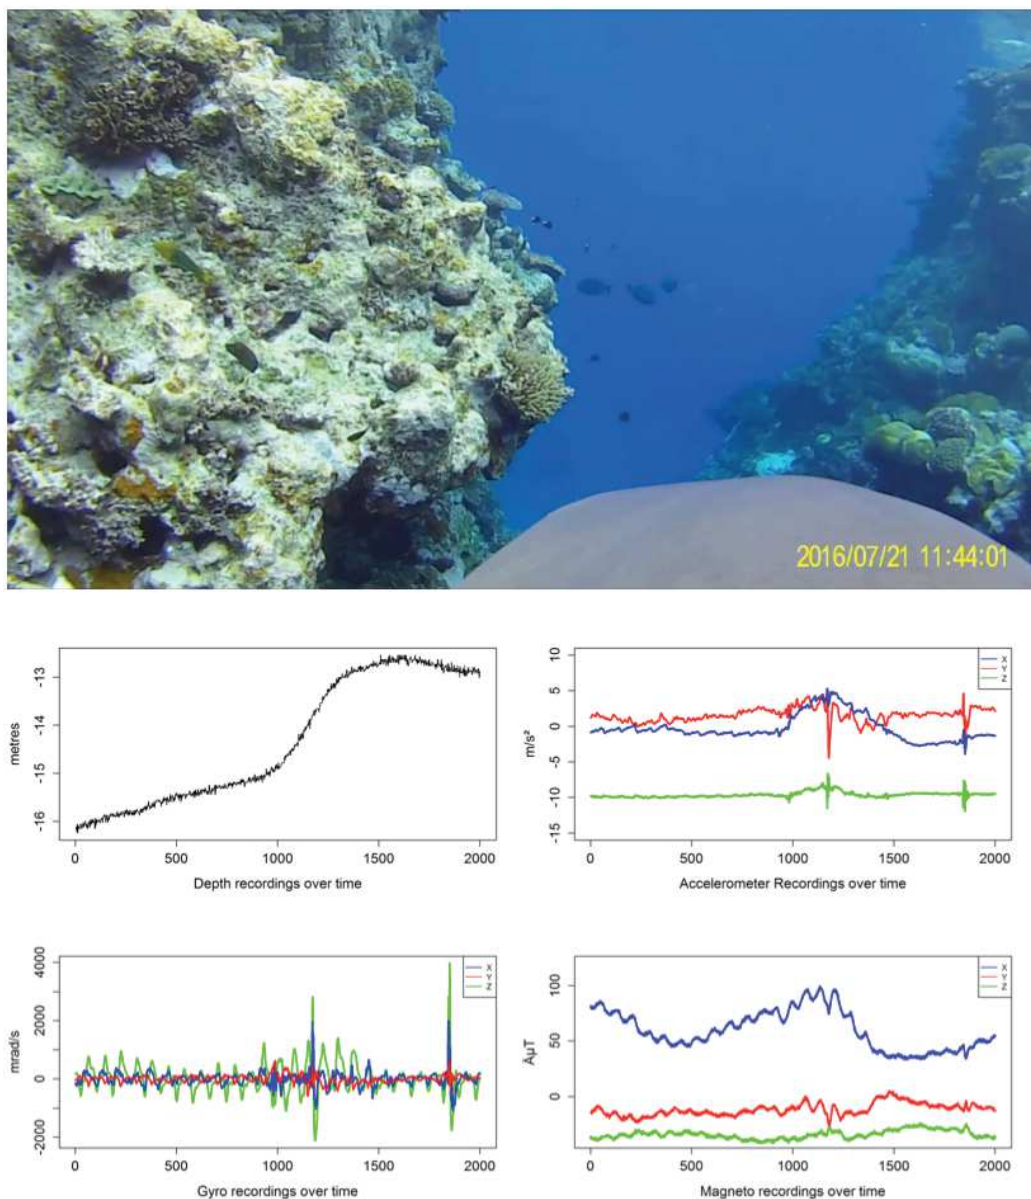 2016/07/21 11:44:01
metres
-13
-14
-15
-16
0 500 1000 1500 2000
Depth recordings over time
m/s²
10
5
0
-5
-10
-15
X
Y
Z
0 500 1000 1500 2000
Accelerometer Recordings over time
mrad/s
4000
2000
0
-2000
X
Y
Z
0 500 1000 1500 2000
Gyro recordings over time
ÂµT
100
50
0
X
Y
Z
0 500 1000 1500 2000
Magneto recordings over time